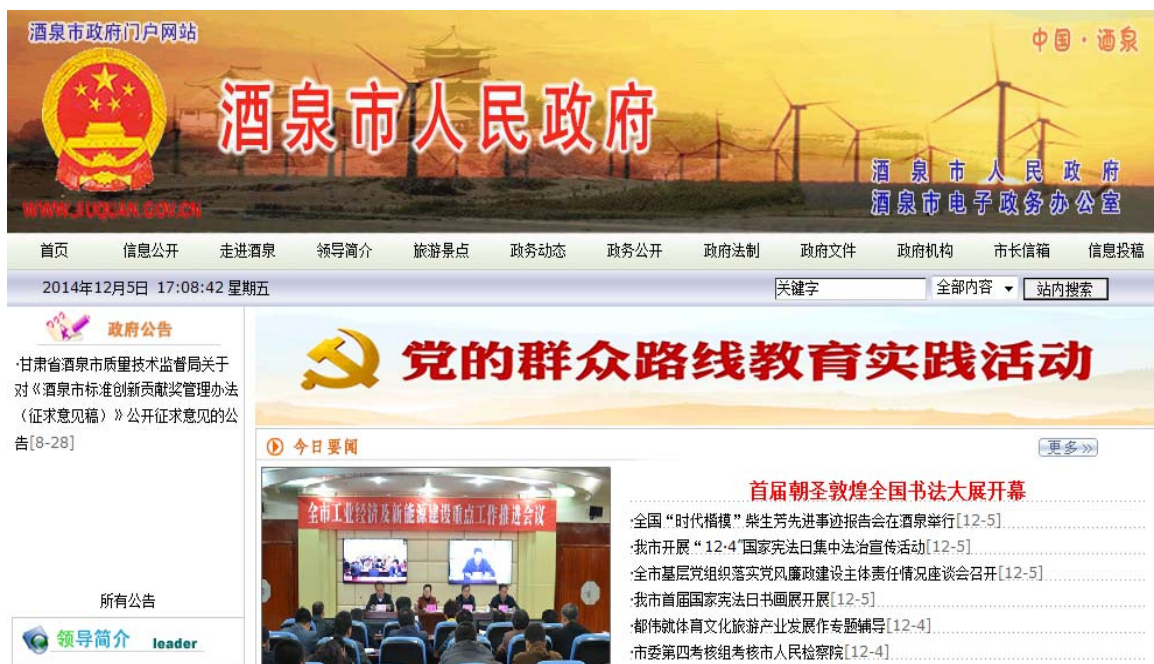 酒泉市政府门户网站
中国·酒泉
酒泉市人民政府
酒泉市人民政府
酒泉市电子政务办公室
WWW.JIUQUAN.GOV.CN
首页 信息公开 走进酒泉 领导简介 旅游景点 政务动态 政务公开 政府法制 政府文件 政府机构 市长信箱 信息投稿
2014年12月5日 17:08:42 星期五
关键字 全部内容 站内搜索
政府公告
·甘肃省酒泉市质量技术监督局关于
对《酒泉市标准创新贡献奖管理办法
（征求意见稿）》公开征求意见的公
告[8-28]
所有公告
领导简介 leader
党的群众路线教育实践活动
今日要闻
更多
全市工业经济及新能源建设重点工作推进会议
首届朝圣敦煌全国书法大展开幕
·全国“时代楷模”柴生芳先进事迹报告会在酒泉举行[12-5]
·我市开展“12·4”国家宪法日集中法治宣传活动[12-5]
·全市基层党组织落实党风廉政建设主体责任情况座谈会召开[12-5]
·我市首届国家宪法日书画展开展[12-5]
·都伟就体育文化旅游产业发展作专题辅导[12-4]
·市委第四考核组考核市人民检察院[12-4]